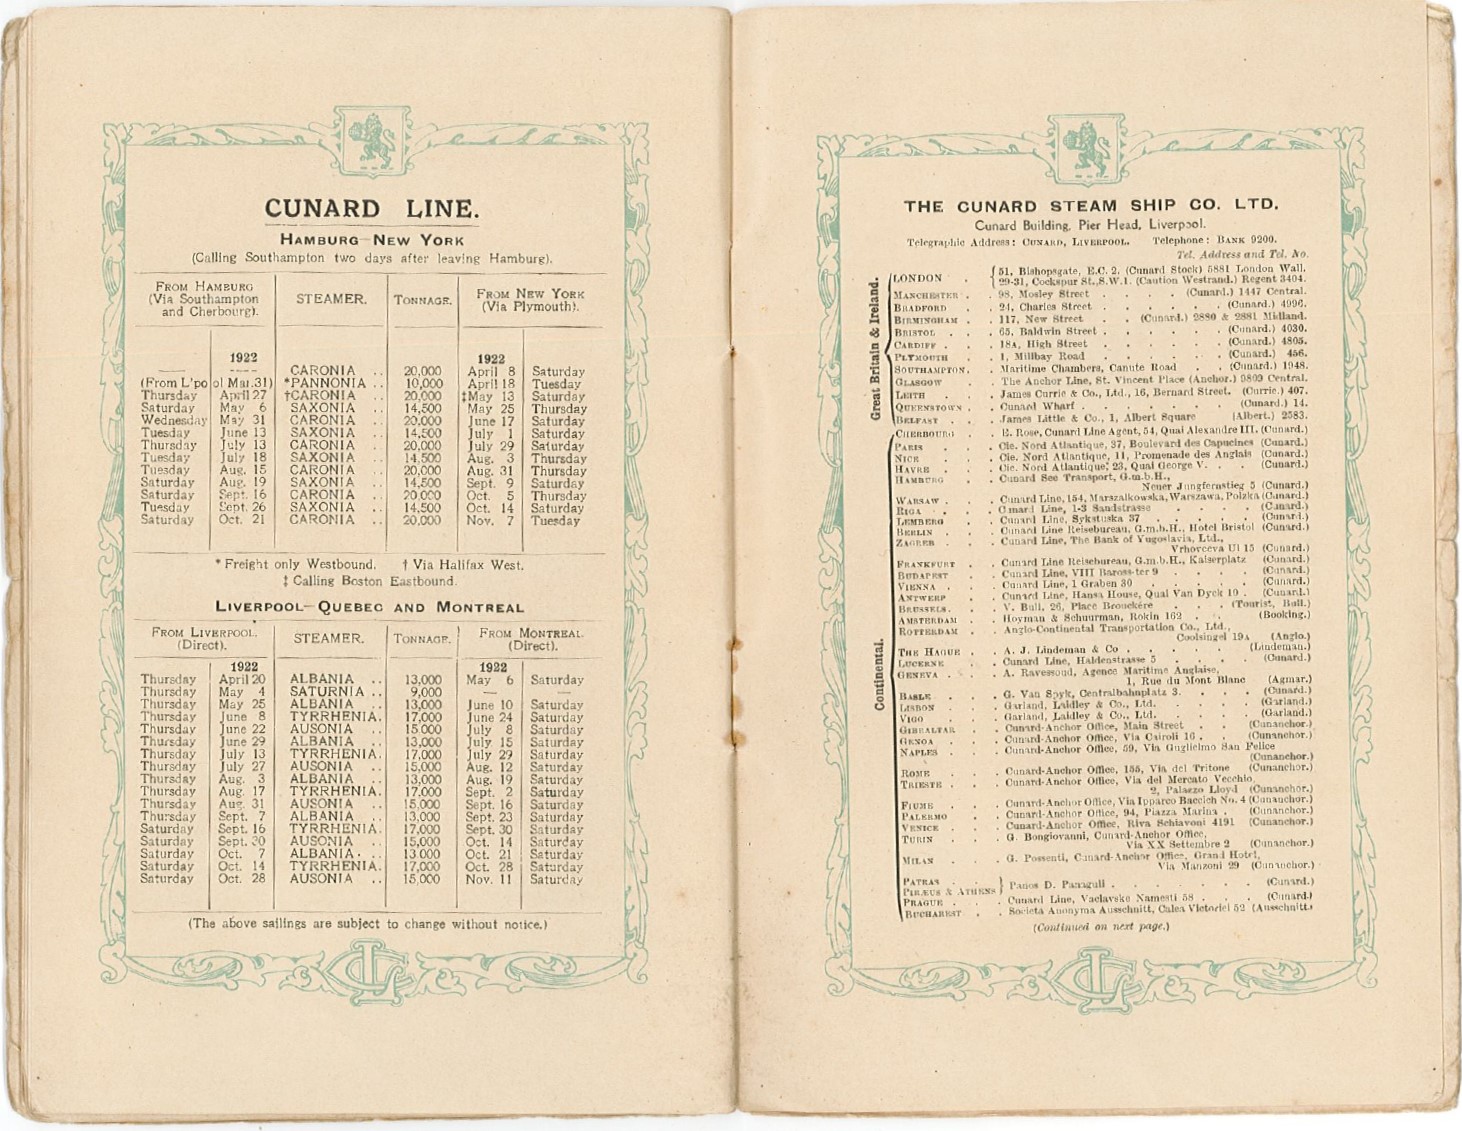 CUNARD LINE.
HAMBURG—NEW YORK
(Calling Southampton two days after leaving Hamburg).
FROM HAMBURG (Via Southampton and Cherbourg). STEAMER. TONNAGE. FROM NEW YORK (Via Plymouth).
1922 1922
—— ---- CARONIA .. 20,000 April 8 Saturday
(From L'pool Mar.31) *PANNONIA .. 10,000 April 18 Tuesday
Thursday April 27 †CARONIA .. 20,000 ‡May 13 Saturday
Saturday May 6 SAXONIA .. 14,500 May 25 Thursday
Wednesday May 31 CARONIA .. 20,000 June 17 Saturday
Tuesday June 13 SAXONIA .. 14,500 July 1 Saturday
Thursday July 13 CARONIA .. 20,000 July 29 Saturday
Tuesday July 18 SAXONIA .. 14,500 Aug. 3 Thursday
Tuesday Aug. 15 CARONIA .. 20,000 Aug. 31 Thursday
Saturday Aug. 19 SAXONIA .. 14,500 Sept. 9 Saturday
Saturday Sept. 16 CARONIA .. 20,000 Oct. 5 Thursday
Tuesday Sept. 26 SAXONIA .. 14,500 Oct. 14 Saturday
Saturday Oct. 21 CARONIA .. 20,000 Nov. 7 Tuesday
* Freight only Westbound. † Via Halifax West.
‡ Calling Boston Eastbound.
LIVERPOOL—QUEBEC AND MONTREAL
FROM LIVERPOOL. (Direct). STEAMER. TONNAGE. FROM MONTREAL (Direct).
1922 1922
Thursday April 20 ALBANIA .. 13,000 May 6 Saturday
Thursday May 4 SATURNIA .. 9,000 — —
Thursday May 25 ALBANIA .. 13,000 June 10 Saturday
Thursday June 8 TYRRHENIA. 17,000 June 24 Saturday
Thursday June 22 AUSONIA .. 15,000 July 8 Saturday
Thursday June 29 ALBANIA .. 13,000 July 15 Saturday
Thursday July 13 TYRRHENIA. 17,000 July 29 Saturday
Thursday July 27 AUSONIA .. 15,000 Aug. 12 Saturday
Thursday Aug. 3 ALBANIA .. 13,000 Aug. 19 Saturday
Thursday Aug. 17 TYRRHENIA. 17,000 Sept. 2 Saturday
Thursday Aug. 31 AUSONIA .. 15,000 Sept. 16 Saturday
Thursday Sept. 7 ALBANIA .. 13,000 Sept. 23 Saturday
Saturday Sept. 16 TYRRHENIA. 17,000 Sept. 30 Saturday
Saturday Sept. 30 AUSONIA .. 15,000 Oct. 14 Saturday
Saturday Oct. 7 ALBANIA .. 13,000 Oct. 21 Saturday
Saturday Oct. 14 TYRRHENIA. 17,000 Oct. 28 Saturday
Saturday Oct. 28 AUSONIA .. 15,000 Nov. 11 Saturday
(The above sailings are subject to change without notice.)
CL
THE CUNARD STEAM SHIP CO. LTD.
Cunard Building, Pier Head, Liverpool.
Telegraphic Address: CUNARD, LIVERPOOL. Telephone: BANK 9200.
Tel. Address and Tel. No.
Great Britain & Ireland.
LONDON . 51, Bishopsgate, E.C. 2. (Cunard Stock) 5881 London Wall.
29-31, Cockspur St., S.W.1. (Caution Westrand.) Regent 3404.
MANCHESTER . . 98, Mosley Street . . . . (Cunard.) 1447 Central.
BRADFORD . . 24, Charles Street . . . . . . (Cunard.) 4996.
BIRMINGHAM . . 117, New Street . . (Cunard.) 2880 & 2881 Midland.
BRISTOL . . . 65, Baldwin Street . . . . . . (Cunard.) 4030.
CARDIFF . . . 18A, High Street . . . . . . (Cunard.) 4805.
PLYMOUTH . . 1, Millbay Road . . . . . . (Cunard.) 456.
SOUTHAMPTON. . Maritime Chambers, Canute Road . . (Cunard.) 1948.
GLASGOW . . The Anchor Line, St. Vincent Place (Anchor.) 9800 Central.
LEITH . . . James Currie & Co., Ltd., 16, Bernard Street. (Currie.) 407.
QUEENSTOWN . . Cunard Wharf . . . . . . . (Cunard.) 14.
BELFAST . . . James Little & Co., 1, Albert Square (Albert.) 2583.
Continental.
CHERBOURG . . E. Rose, Cunard Line Agent, 54, Quai Alexandre III. (Cunard.)
PARIS . . . Cie. Nord Atlantique, 37, Boulevard des Capucines (Cunard.)
NICE . . . Cie. Nord Atlantique, 11, Promenade des Anglais (Cunard.)
HAVRE . . . Cie. Nord Atlantique, 23, Quai George V. . . (Cunard.)
HAMBURG . . Cunard See Transport, G.m.b.H.,
Neuer Jungfernstieg 5 (Cunard.)
WARSAW . . . Cunard Line, 154, Marszalkowska, Warszawa, Polzka (Cunard.)
RIGA . . . Cunard Line, 1-3 Sandstrasse . . . . (Cunard.)
LEMBERG . . Cunard Line, Sykstuska 37 . . . . . (Cunard.)
BERLIN . . . Cunard Line Reisebureau, G.m.b.H., Hotel Bristol (Cunard.)
ZAGREB . . . Cunard Line, The Bank of Yugoslavia, Ltd.,
Vrhovceva Ul 15 (Cunard.)
FRANKFURT . . Cunard Line Reisebureau, G.m.b.H., Kaiserplatz (Cunard.)
BUDAPEST . . Cunard Line, VIII Baross-ter 9 . . . . (Cunard.)
VIENNA . . . Cunard Line, 1 Graben 30 . . . . . (Cunard.)
ANTWERP . . Cunard Line, Hansa House, Quai Van Dyck 10 . (Cunard.)
BRUSSELS. . . V. Bull, 26, Place Brouckère . . . (Tourist, Bull.)
AMSTERDAM . . Hoyman & Schuurman, Rokin 162 . . (Booking.)
ROTTERDAM . . Anglo-Continental Transportation Co., Ltd.,
Coolsingel 19A (Anglo.)
THE HAGUE . . A. J. Lindeman & Co . . . . . (Lindeman.)
LUCERNE . . Cunard Line, Haldenstrasse 5 . . . . (Cunard.)
GENEVA . . . A. Ravessoud, Agence Maritime Anglaise,
1, Rue du Mont Blanc (Agmar.)
BASLE . . . G. Van Spyk, Centralbahnplatz 3. . . . (Cunard.)
LISBON . . . Garland, Laidley & Co., Ltd. . . . . (Garland.)
VIGO . . . Garland, Laidley & Co., Ltd. . . . . (Garland.)
GIBRALTAR . . Cunard-Anchor Office, Main Street . . (Cunanchor.)
GENOA . . . Cunard-Anchor Office, Via Cairoli 16 . . (Cunanchor.)
NAPLES . . . Cunard-Anchor Office, 59, Via Guglielmo San Felice
(Cunanchor.)
ROME . . . Cunard-Anchor Office, 155, Via del Tritone (Cunanchor.)
TRIESTE . . . Cunard-Anchor Office, Via del Mercato Vecchio,
2, Palazzo Lloyd (Cunanchor.)
FIUME . . . Cunard-Anchor Office, Via Ipparco Baccich No. 4 (Cunanchor.)
PALERMO . . Cunard-Anchor Office, 94, Piazza Marina . (Cunanchor.)
VENICE . . . Cunard-Anchor Office, Riva Schiavoni 4191 (Cunanchor.)
TURIN . . . G. Bongiovanni, Cunard-Anchor Office,
Via XX Settembre 2 (Cunanchor.)
MILAN . . . G. Possenti, Cunard-Anchor Office, Grand Hotel,
Via Manzoni 29 (Cunanchor.)
PATRAS . .
PIRÆUS & ATHENS Panos D. Panaguli . . . . . . (Cunard.)
PRAGUE . . . Cunard Line, Vaclavske Namesti 58 . . . (Cunard.)
BUCHAREST . . Societa Anonyma Ausschnitt, Calea Victoriei 52 (Ausschnitt.)
(Continued on next page.)
CL